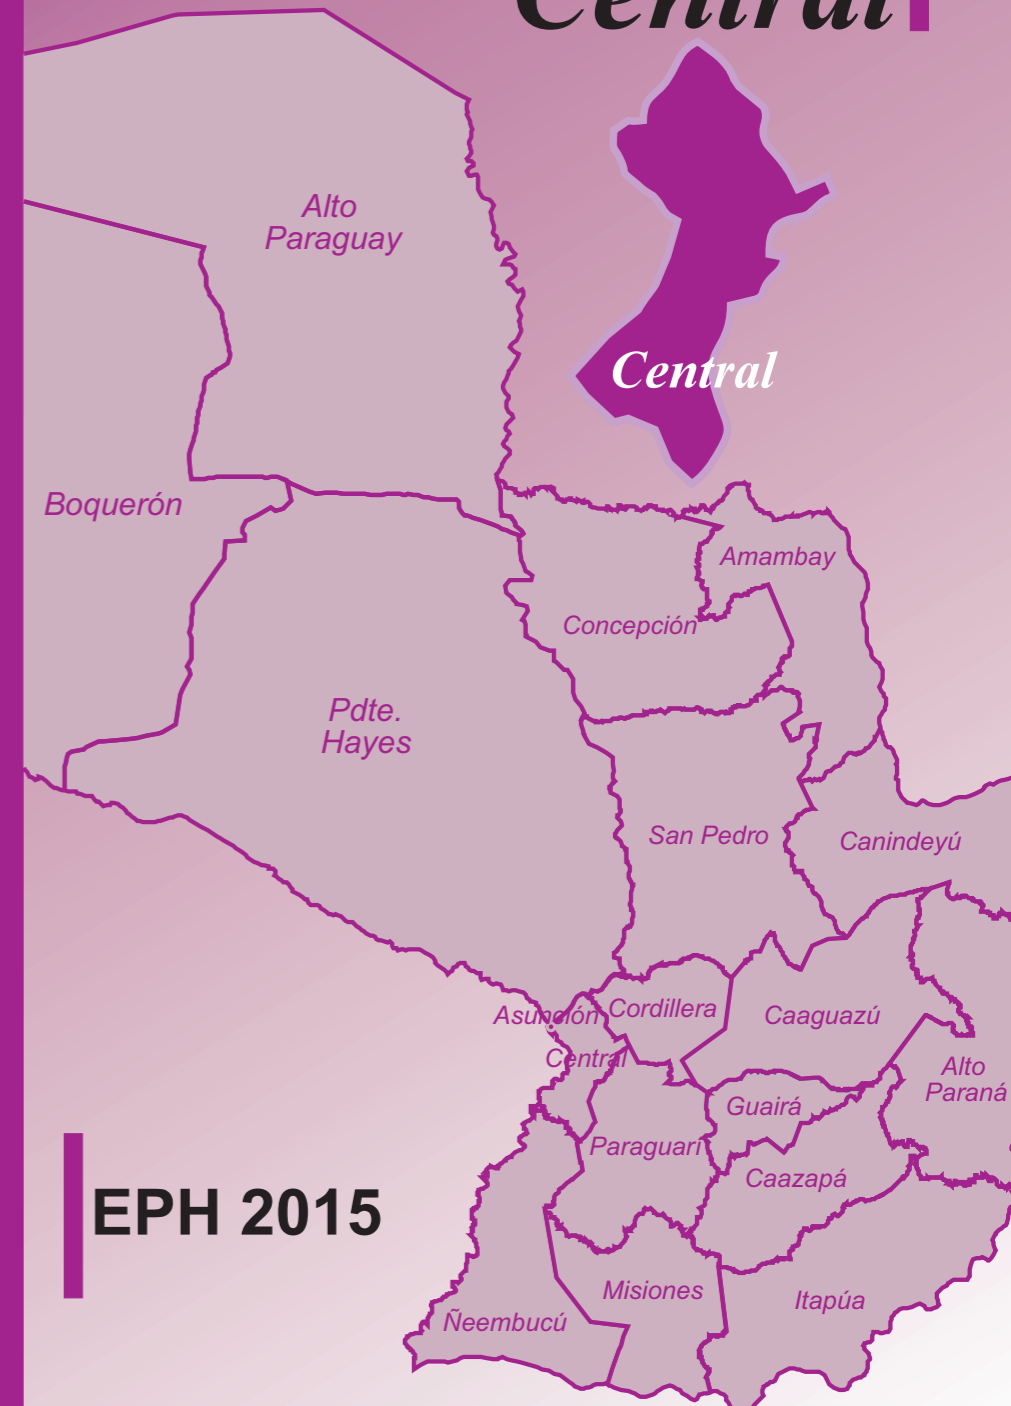 Central
Alto
Paraguay
Central
Boquerón
Amambay
Concepción
Pdte.
Hayes
San Pedro
Canindeyú
Asunción
Cordillera
Caaguazú
Central
Alto
Paraná
Guairá
Paraguarí
Caazapá
EPH 2015
Misiones
Itapúa
Ñeembucú